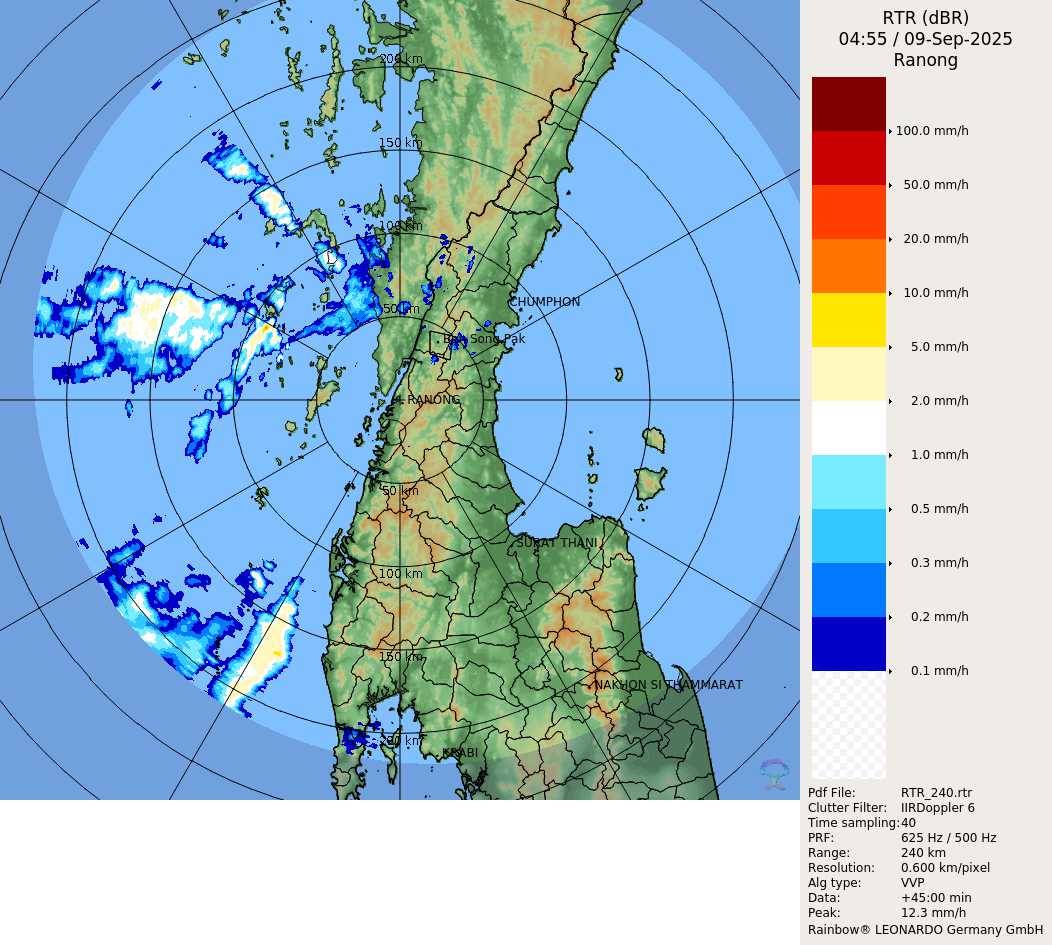 RTR (dBR)
04:55 / 09-Sep-2025
Ranong
200 km
150 km
100 km
50 km
CHUMPHON
Ban Song Pak
RANONG
50 km
SURAT THANI
100 km
150 km
NAKHON SI THAMMARAT
200 km
KRABI
100.0 mm/h
50.0 mm/h
20.0 mm/h
10.0 mm/h
5.0 mm/h
2.0 mm/h
1.0 mm/h
0.5 mm/h
0.3 mm/h
0.2 mm/h
0.1 mm/h
Pdf File: RTR_240.rtr
Clutter Filter: IIRDoppler 6
Time sampling:40
PRF: 625 Hz / 500 Hz
Range: 240 km
Resolution: 0.600 km/pixel
Alg type: VVP
Data: +45:00 min
Peak: 12.3 mm/h
Rainbow® LEONARDO Germany GmbH